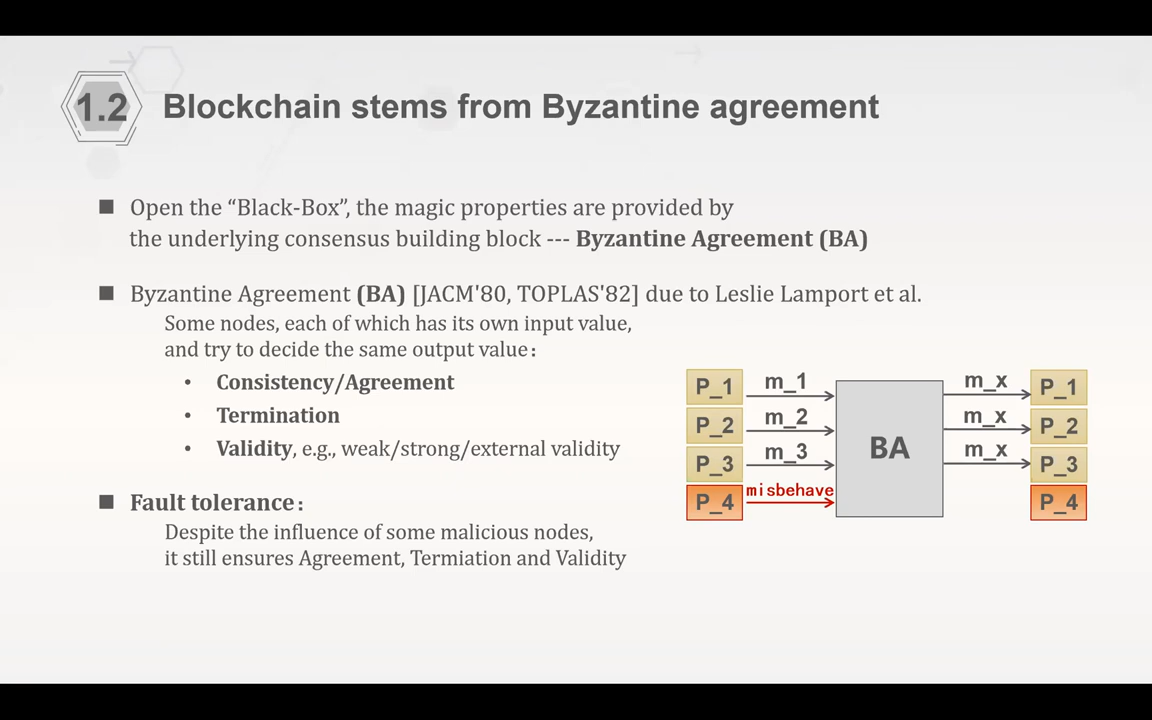 1.2 Blockchain stems from Byzantine agreement
■ Open the “Black-Box”, the magic properties are provided by
the underlying consensus building block --- Byzantine Agreement (BA)
■ Byzantine Agreement (BA) [JACM'80, TOPLAS'82] due to Leslie Lamport et al.
Some nodes, each of which has its own input value,
and try to decide the same output value：
• Consistency/Agreement
• Termination
• Validity, e.g., weak/strong/external validity
■ Fault tolerance：
Despite the influence of some malicious nodes,
it still ensures Agreement, Termiation and Validity
P_1 m_1 m_x P_1
P_2 m_2 m_x P_2
BA
P_3 m_3 m_x P_3
P_4 misbehave P_4